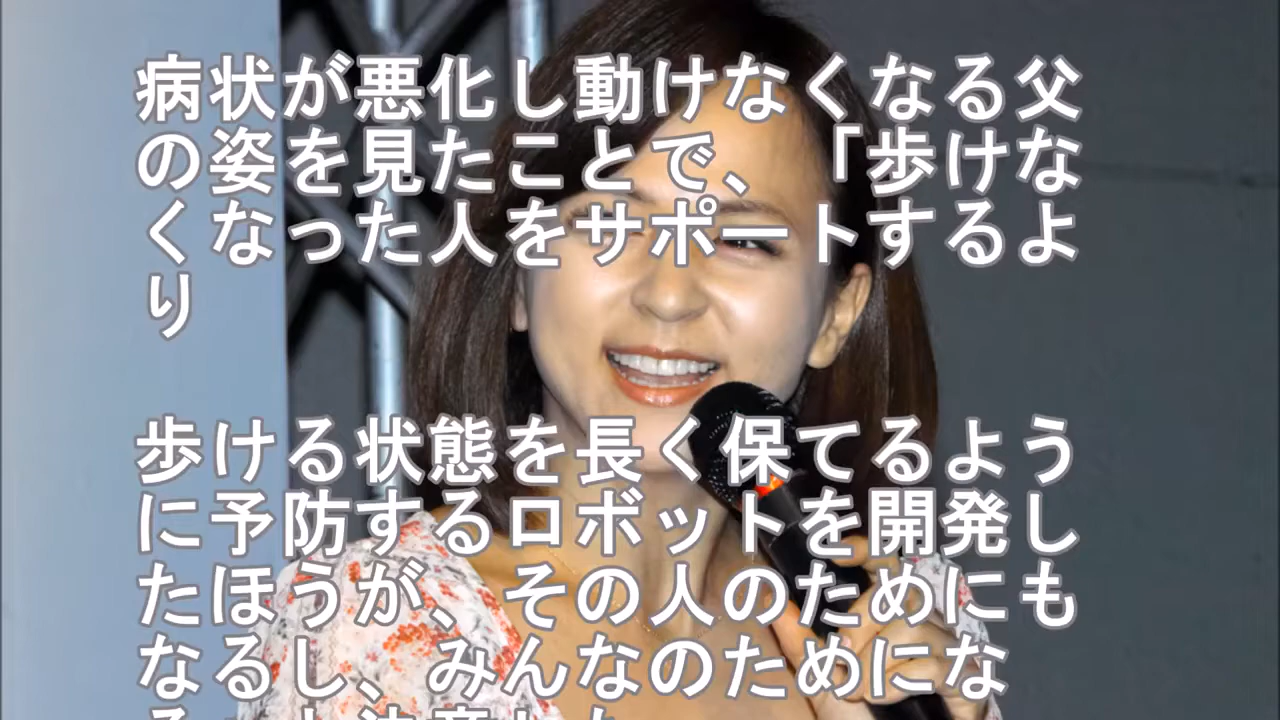 病状が悪化し動けなくなる父
の姿を見たことで、「歩けな
くなった人をサポートするよ
り
歩ける状態を長く保てるよう
に予防するロボットを開発し
たほうが、その人のためにも
なるし、みんなのためにな